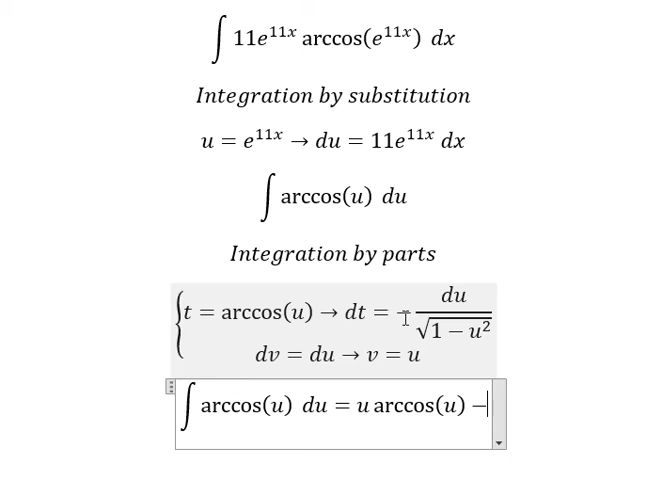 ∫ 11e^{11x} arccos(e^{11x}) dx
Integration by substitution
u = e^{11x} → du = 11e^{11x} dx
∫ arccos(u) du
Integration by parts
{ t = arccos(u) → dt = − du / √(1 − u²)
dv = du → v = u
∫ arccos(u) du = u arccos(u) −